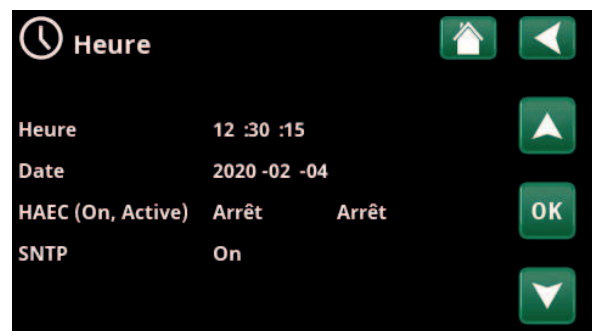 Heure
Heure 12 :30 :15
Date 2020 -02 -04
HAEC (On, Active) Arrêt Arrêt
OK
SNTP On